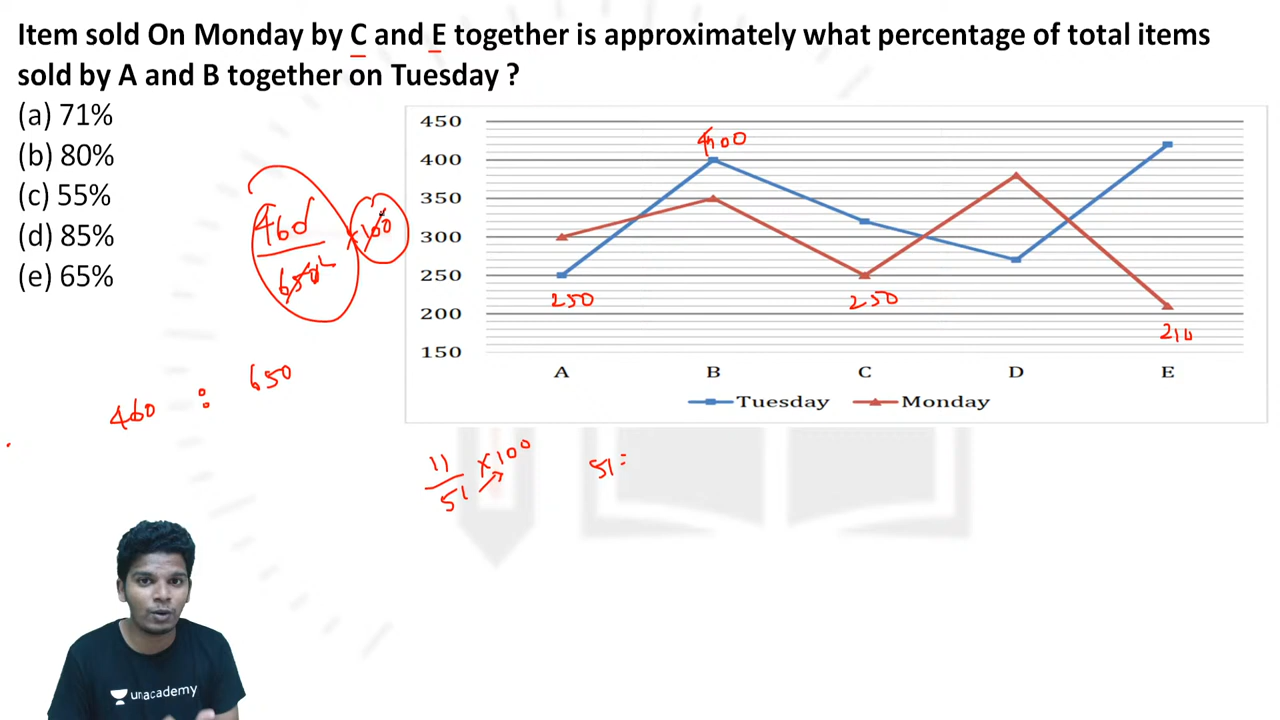 Item sold On Monday by C and E together is approximately what percentage of total items
sold by A and B together on Tuesday ?
(a) 71%
(b) 80%
(c) 55%
(d) 85%
(e) 65%
450
400
350
300
250
200
150
400
250
250
210
A B C D E
Tuesday Monday
460
650
×100
460 : 650
11
51
×100
51=
unacademy